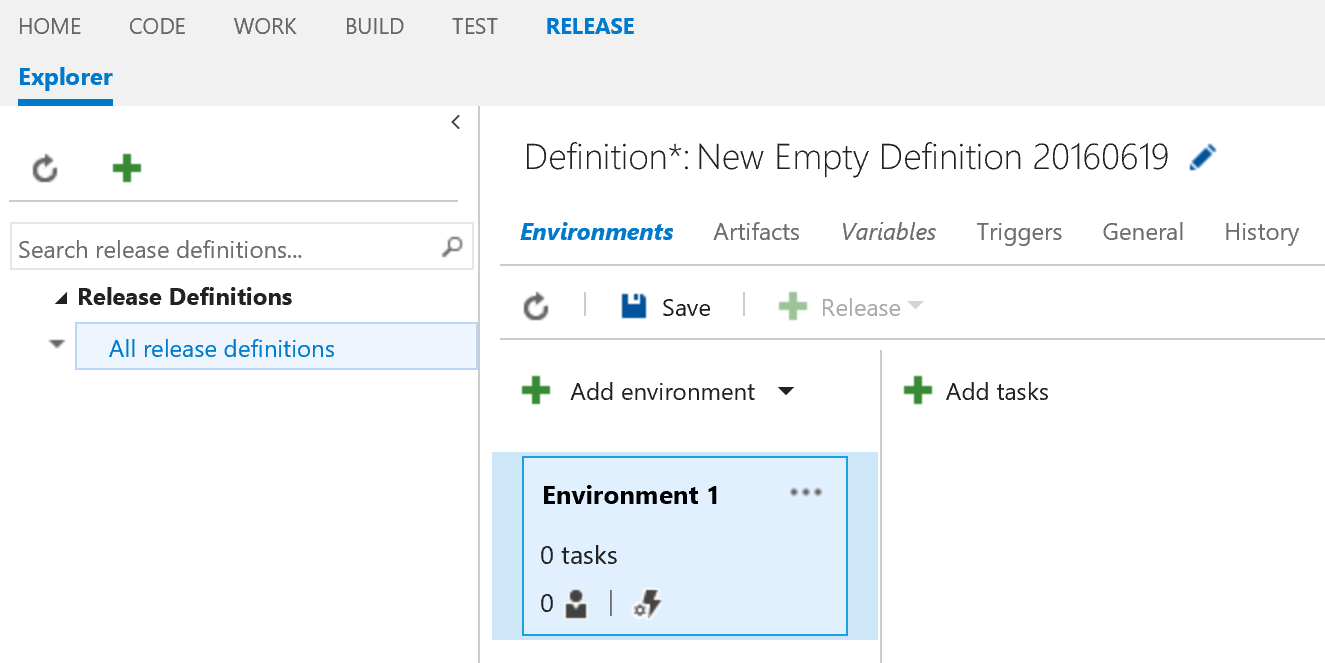 HOME CODE WORK BUILD TEST RELEASE
Explorer
Search release definitions...
Release Definitions
All release definitions
Definition*: New Empty Definition 20160619
Environments Artifacts Variables Triggers General History
Save Release
Add environment
Add tasks
Environment 1
0 tasks
0